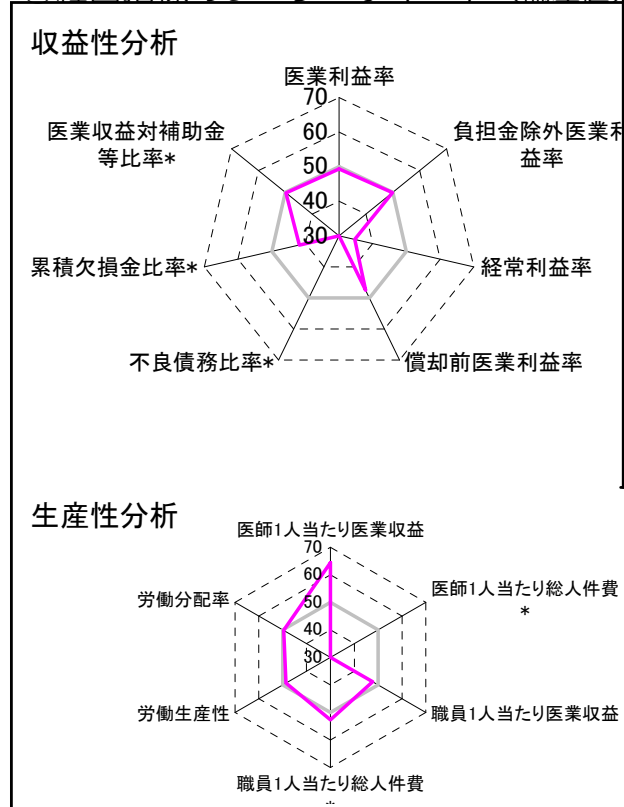 収益性分析
医業利益率
70
60
50
40
30
医業収益対補助金
等比率*
負担金除外医業利
益率
累積欠損金比率*
経常利益率
不良債務比率*
償却前医業利益率
生産性分析
医師1人当たり医業収益
70
60
50
40
30
労働分配率
医師1人当たり総人件費
*
労働生産性
職員1人当たり医業収益
職員1人当たり総人件費
*